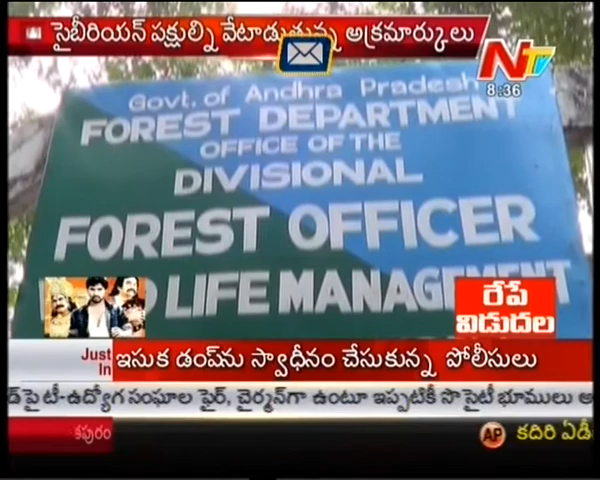 సైబీరియన్ పక్షుల్ని వేటాడుతున్న అక్రమార్కులు
NTV
8:36
Govt. of Andhra Pradesh
FOREST DEPARTMENT
OFFICE OF THE
DIVISIONAL
FOREST OFFICER
LIFE MANAGEMENT
రేపే
విడుదల
Just In
ఇసుక డంప్‌ను స్వాధీనం చేసుకున్న పోలీసులు
డ్‌పై టీ-ఉద్యోగ సంఘాల ఫైర్, చైర్మన్‌గా ఉంటూ ఇప్పటికీ సొసైటీ భూములు
కపురం
AP
కదిరి ఏడీ